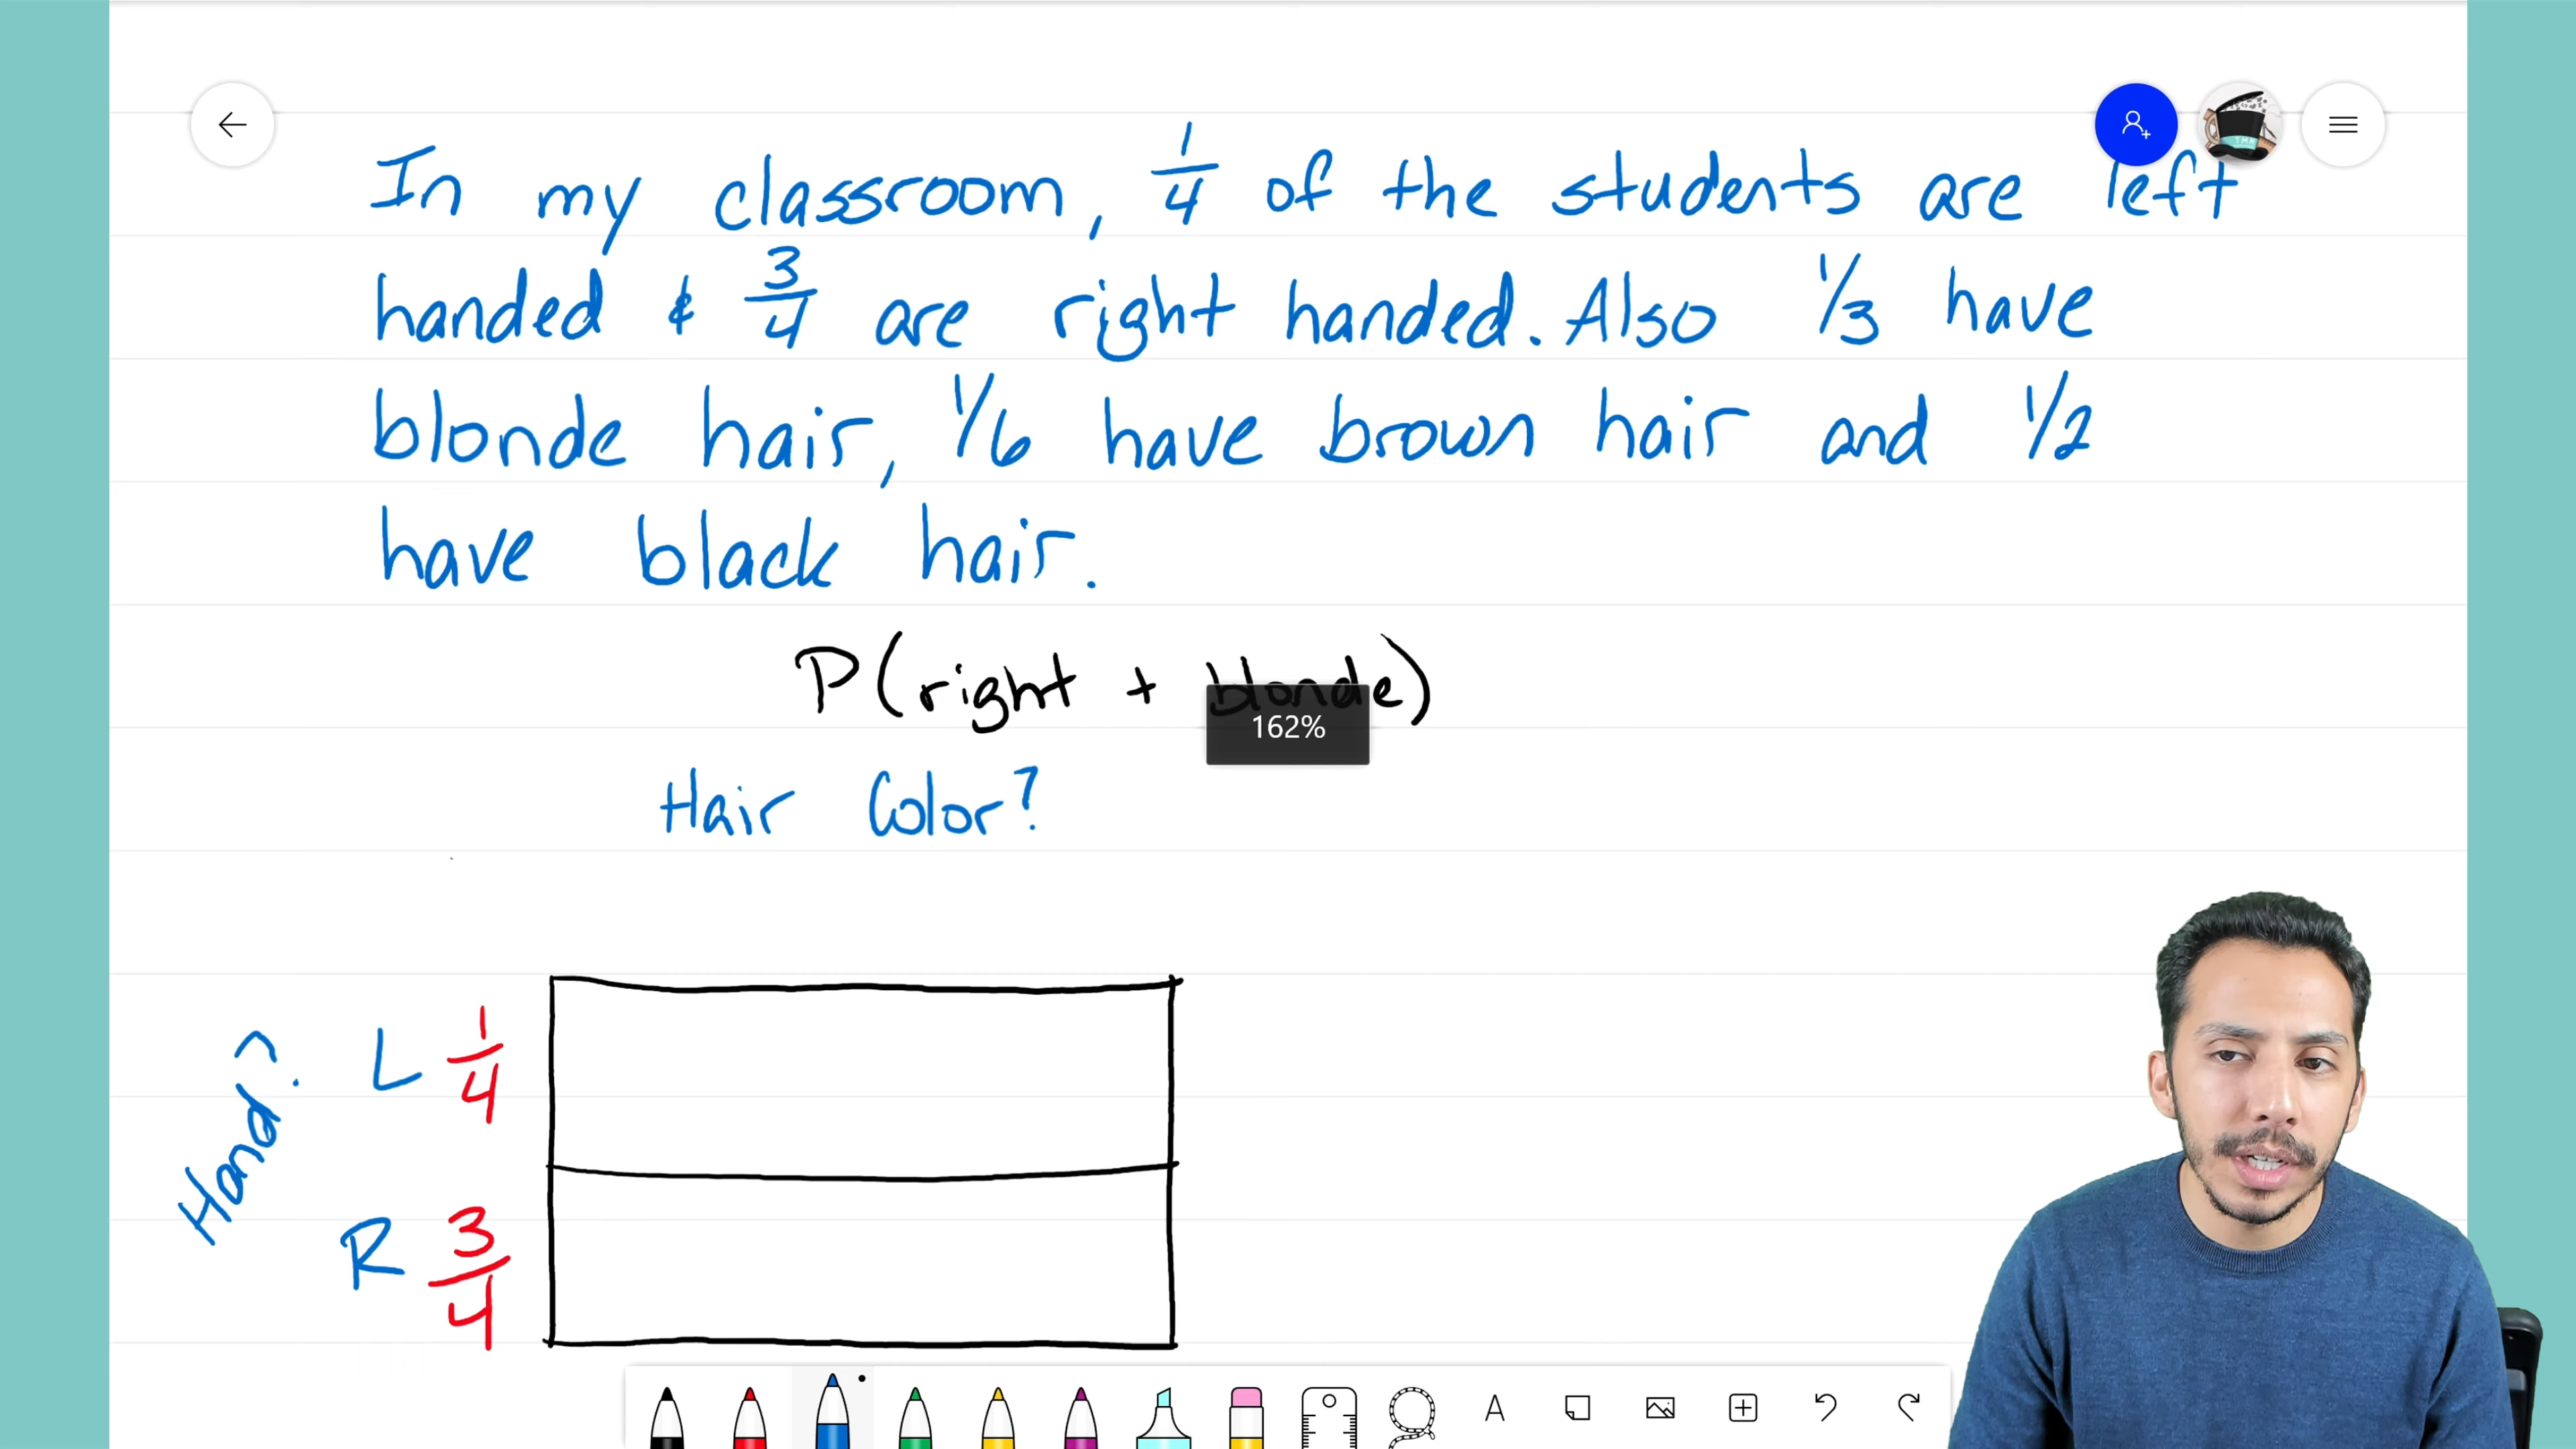 In my classroom, 1/4 of the students are left
handed & 3/4 are right handed. Also 1/3 have
blonde hair, 1/6 have brown hair and 1/2
have black hair.
P(right + blonde)
162%
Hair Color?
Hand?
L 1/4
R 3/4
A